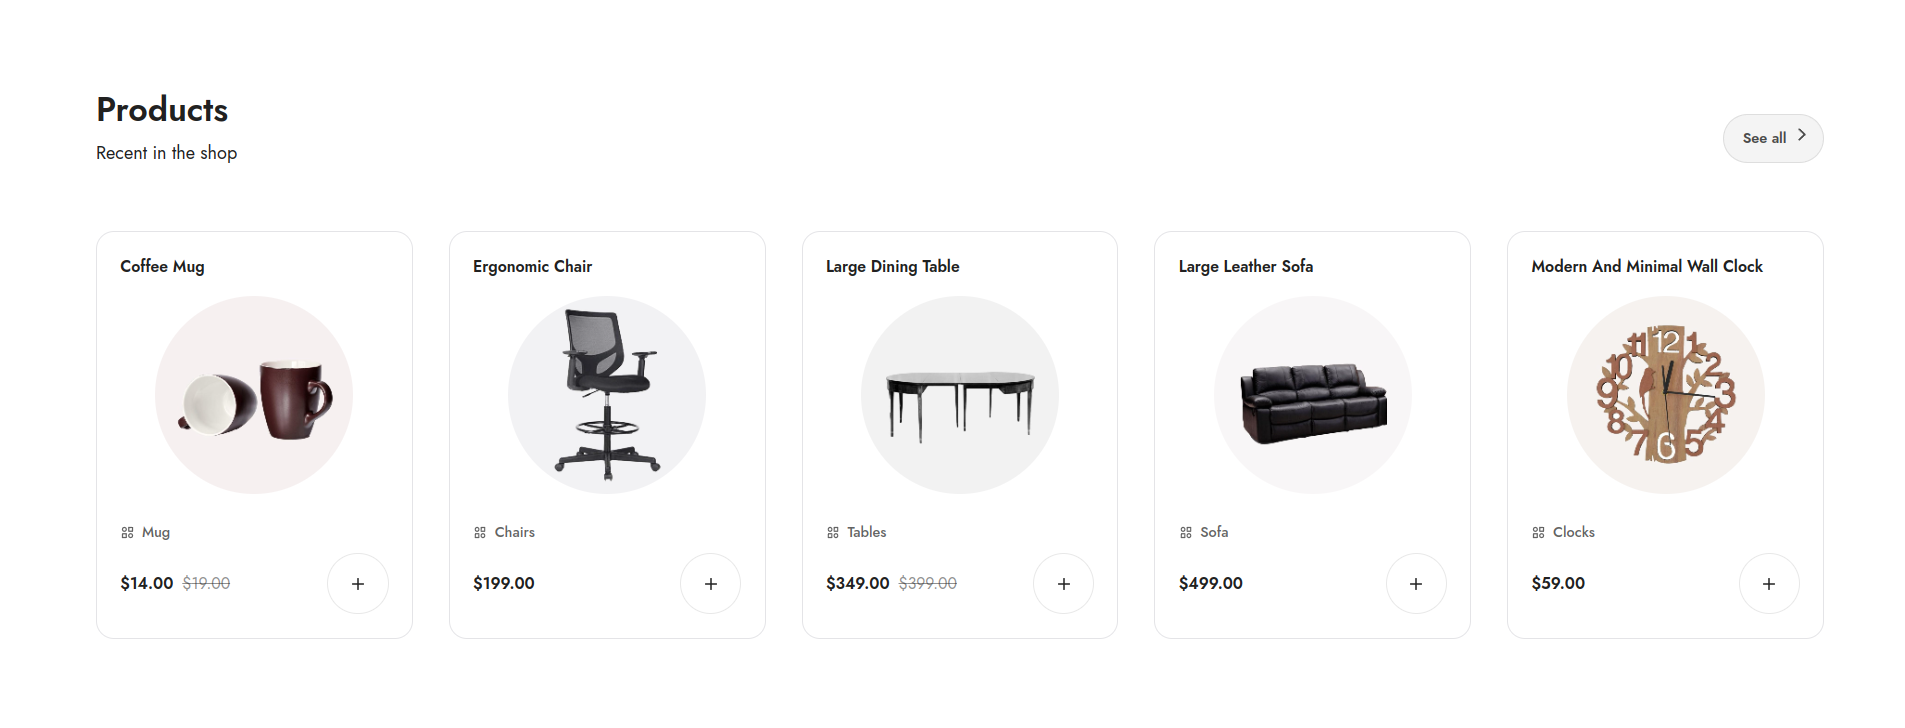 Products
Recent in the shop
See all
Coffee Mug
Mug
$14.00 $19.00
+
Ergonomic Chair
Chairs
$199.00
+
Large Dining Table
Tables
$349.00 $399.00
+
Large Leather Sofa
Sofa
$499.00
+
Modern And Minimal Wall Clock
11 12 1
10 2
9 3
8 4
7 6 5
Clocks
$59.00
+